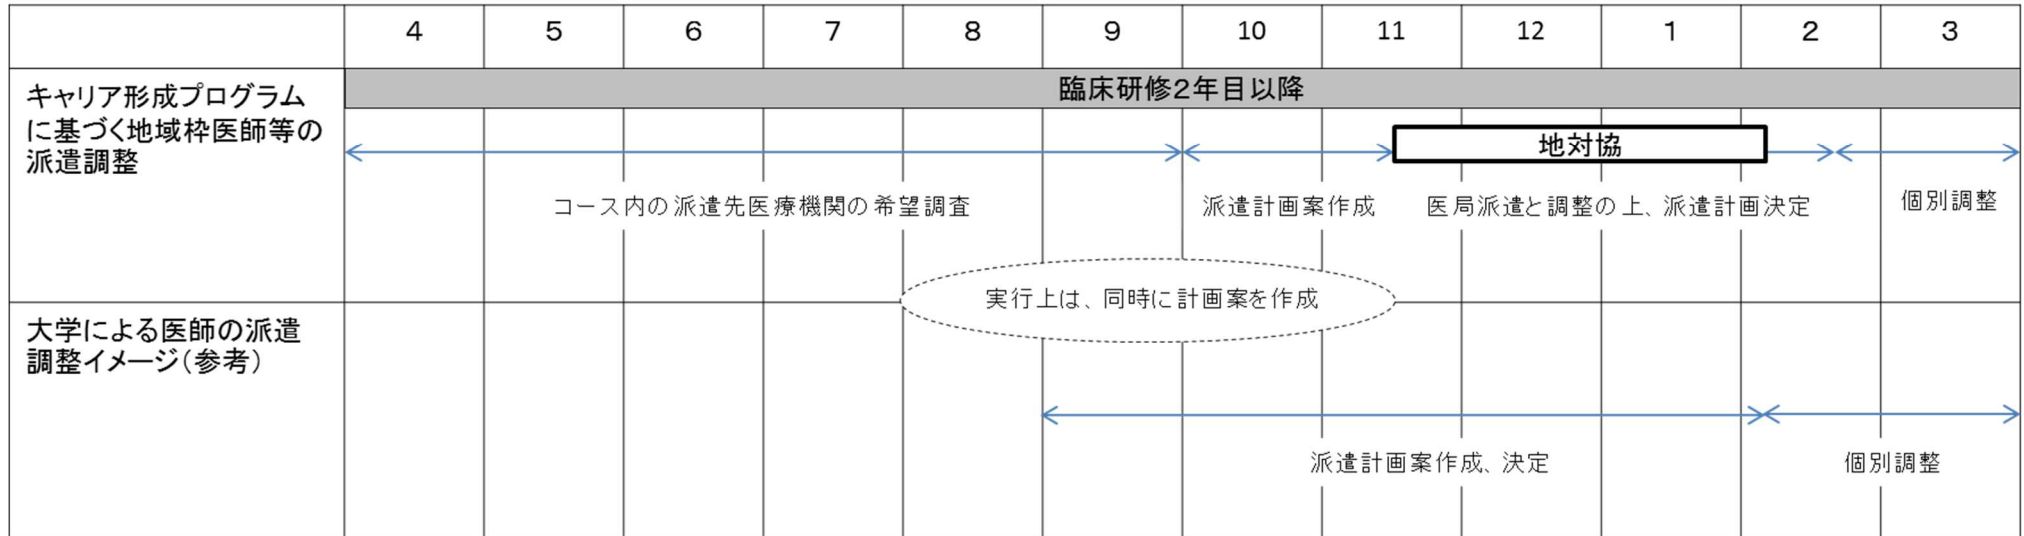 4 5 6 7 8 9 10 11 12 1 2 3
臨床研修2年目以降
キャリア形成プログラム
に基づく地域枠医師等の
派遣調整
地対協
コース内の派遣先医療機関の希望調査
派遣計画案作成
医局派遣と調整の上、派遣計画決定
個別調整
実行上は、同時に計画案を作成
大学による医師の派遣
調整イメージ(参考)
派遣計画案作成、決定
個別調整